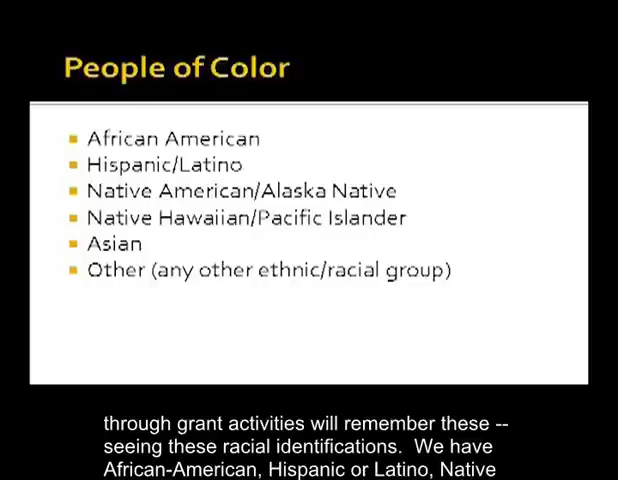 People of Color
African American
Hispanic/Latino
Native American/Alaska Native
Native Hawaiian/Pacific Islander
Asian
Other (any other ethnic/racial group)
through grant activities will remember these --
seeing these racial identifications.  We have
African-American, Hispanic or Latino, Native